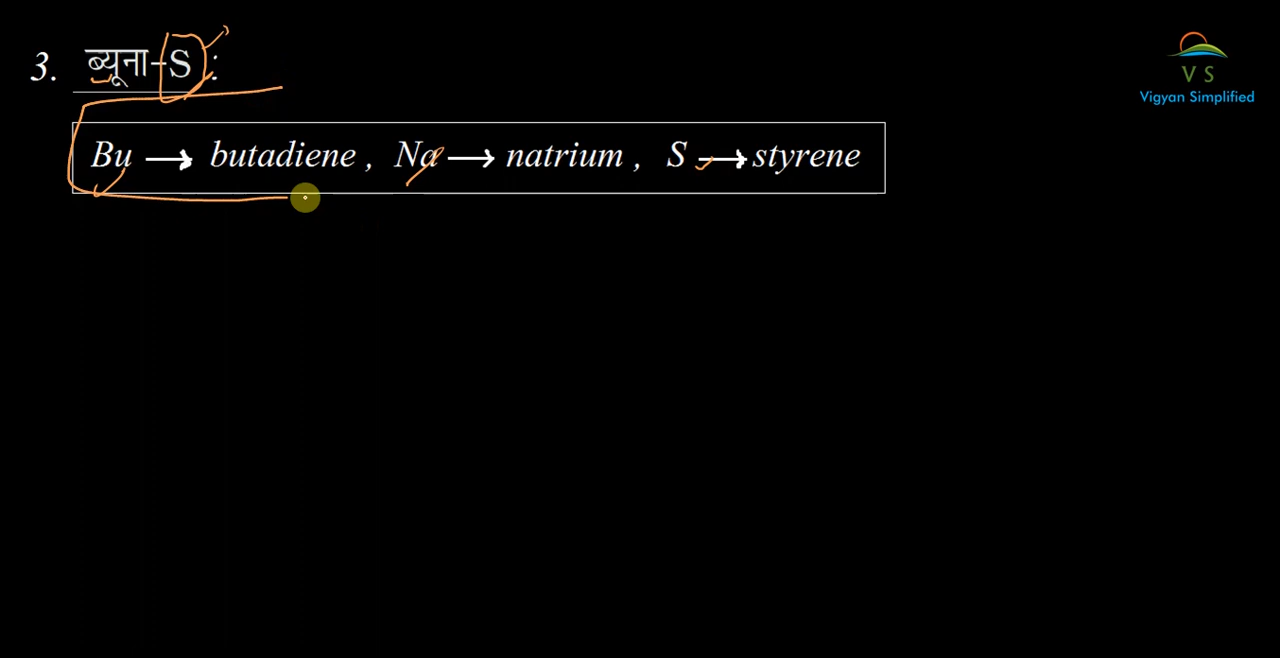 3. ब्यूना-S :
Bu → butadiene , Na → natrium , S → styrene
V S
Vigyan Simplified